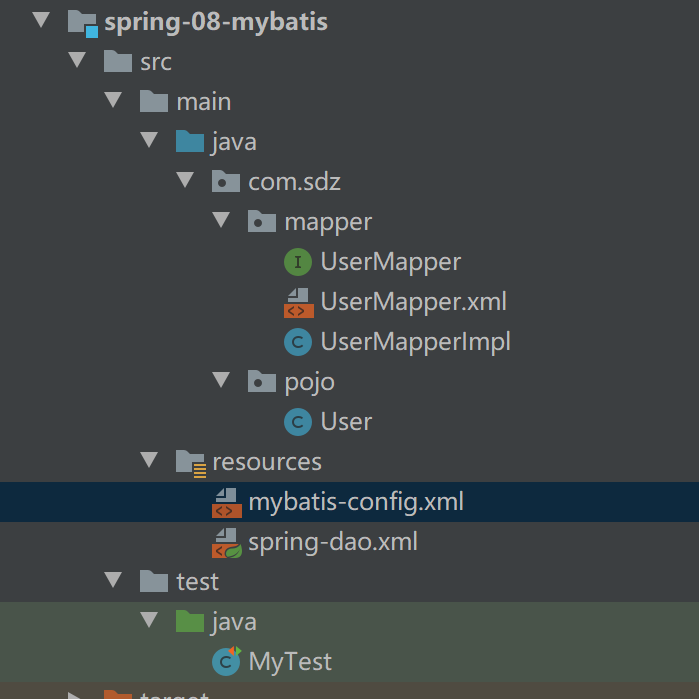 spring-08-mybatis
src
main
java
com.sdz
mapper
UserMapper
UserMapper.xml
UserMapperImpl
pojo
User
resources
mybatis-config.xml
spring-dao.xml
test
java
MyTest
target